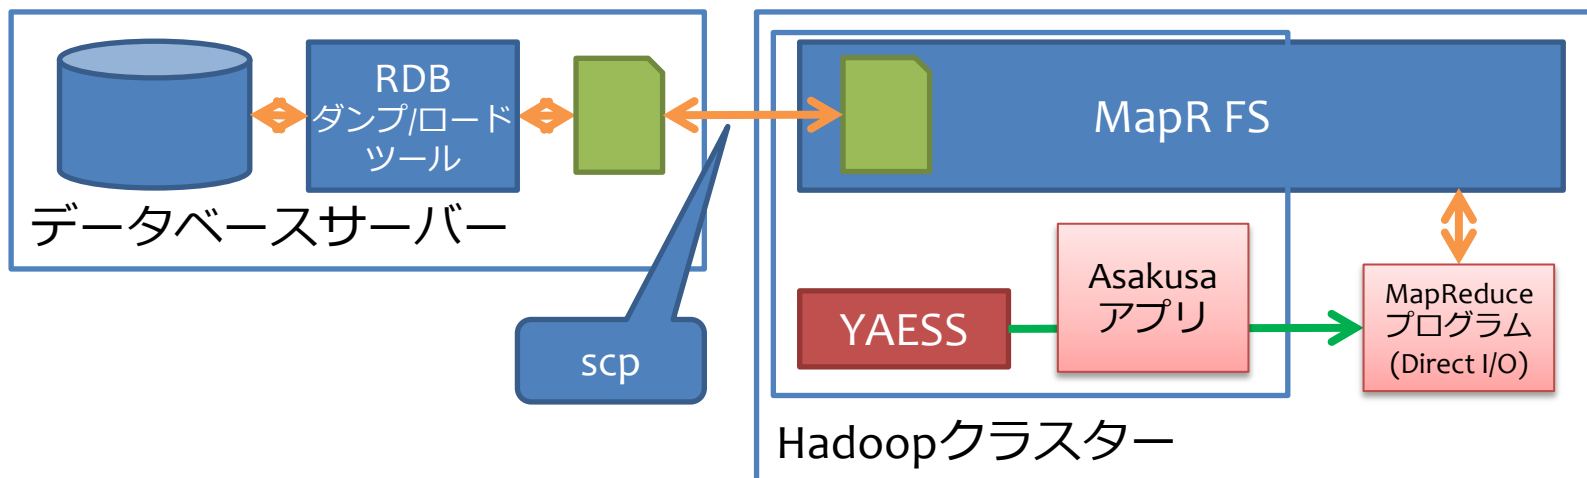 RDB
ダンプ/ロード
ツール
データベースサーバー
scp
MapR FS
YAESS
Asakusa
アプリ
MapReduce
プログラム
(Direct I/O)
Hadoopクラスター